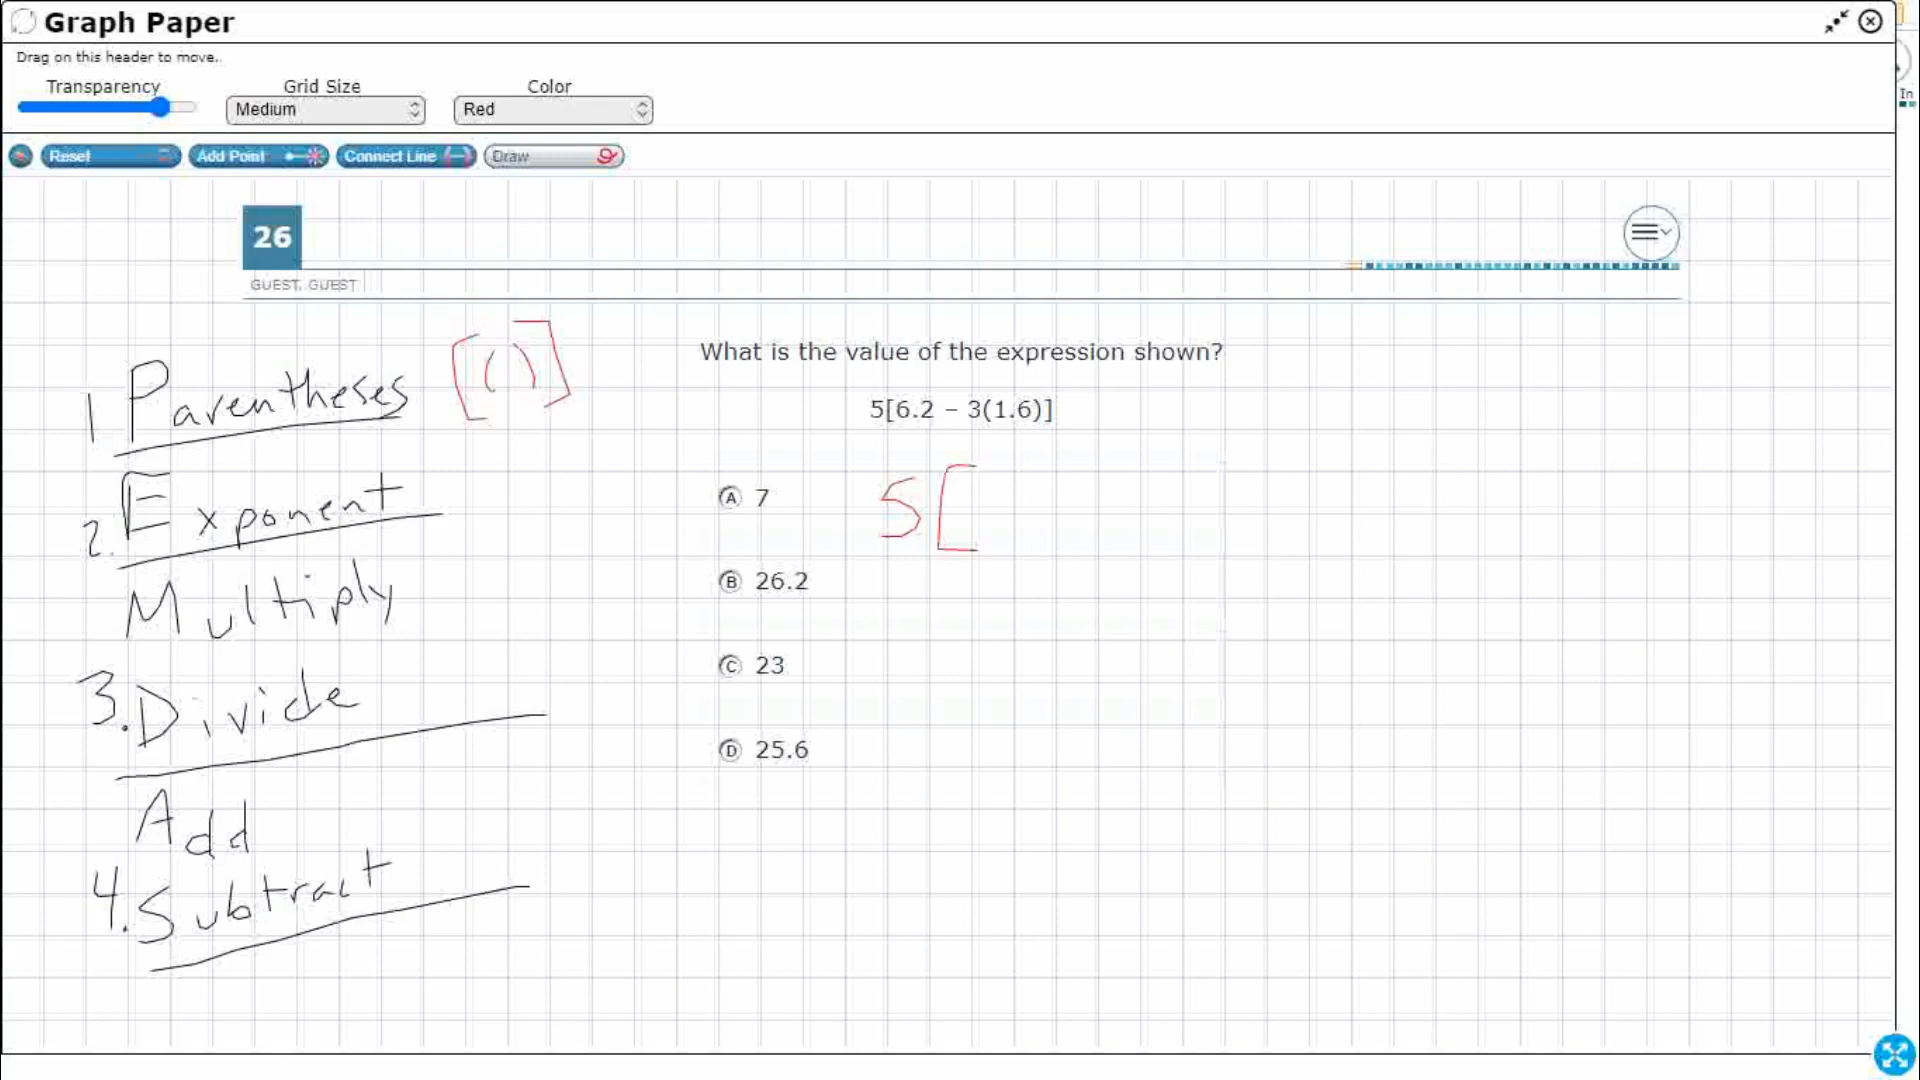 Graph Paper
Drag on this header to move..
Transparency Grid Size Color
Medium Red
Reset Add Point Connect Line Draw
In
26
GUEST, GUEST
1 Parentheses [()]
2. Exponent
Multiply
3. Divide
Add
4. Subtract
What is the value of the expression shown?
5[6.2 – 3(1.6)]
5[
A 7
B 26.2
C 23
D 25.6